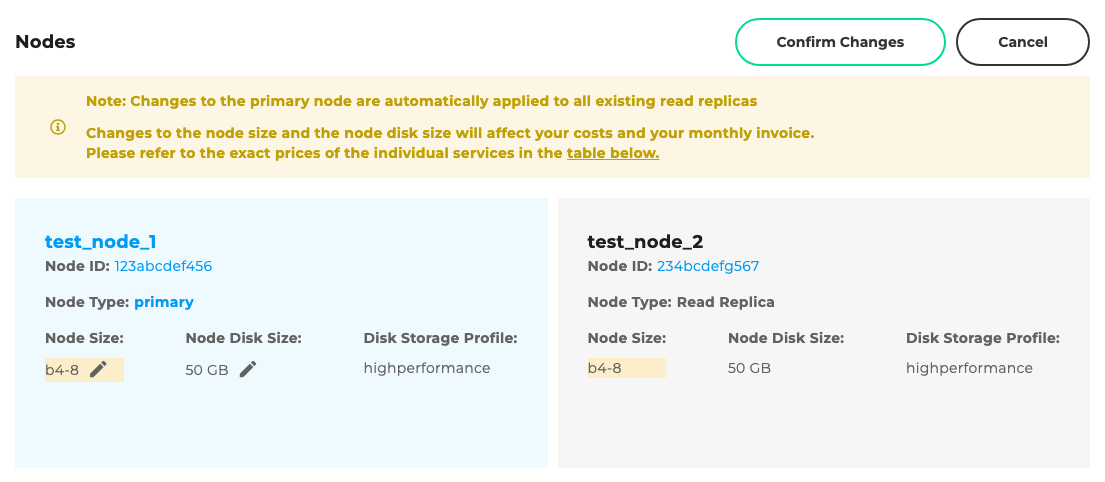 Nodes
Confirm Changes
Cancel
Note: Changes to the primary node are automatically applied to all existing read replicas
Changes to the node size and the node disk size will affect your costs and your monthly invoice.
Please refer to the exact prices of the individual services in the table below.
test_node_1
Node ID: 123abcdef456
Node Type: primary
Node Size: Node Disk Size: Disk Storage Profile:
b4-8 50 GB highperformance
test_node_2
Node ID: 234bcdefg567
Node Type: Read Replica
Node Size: Node Disk Size: Disk Storage Profile:
b4-8 50 GB highperformance